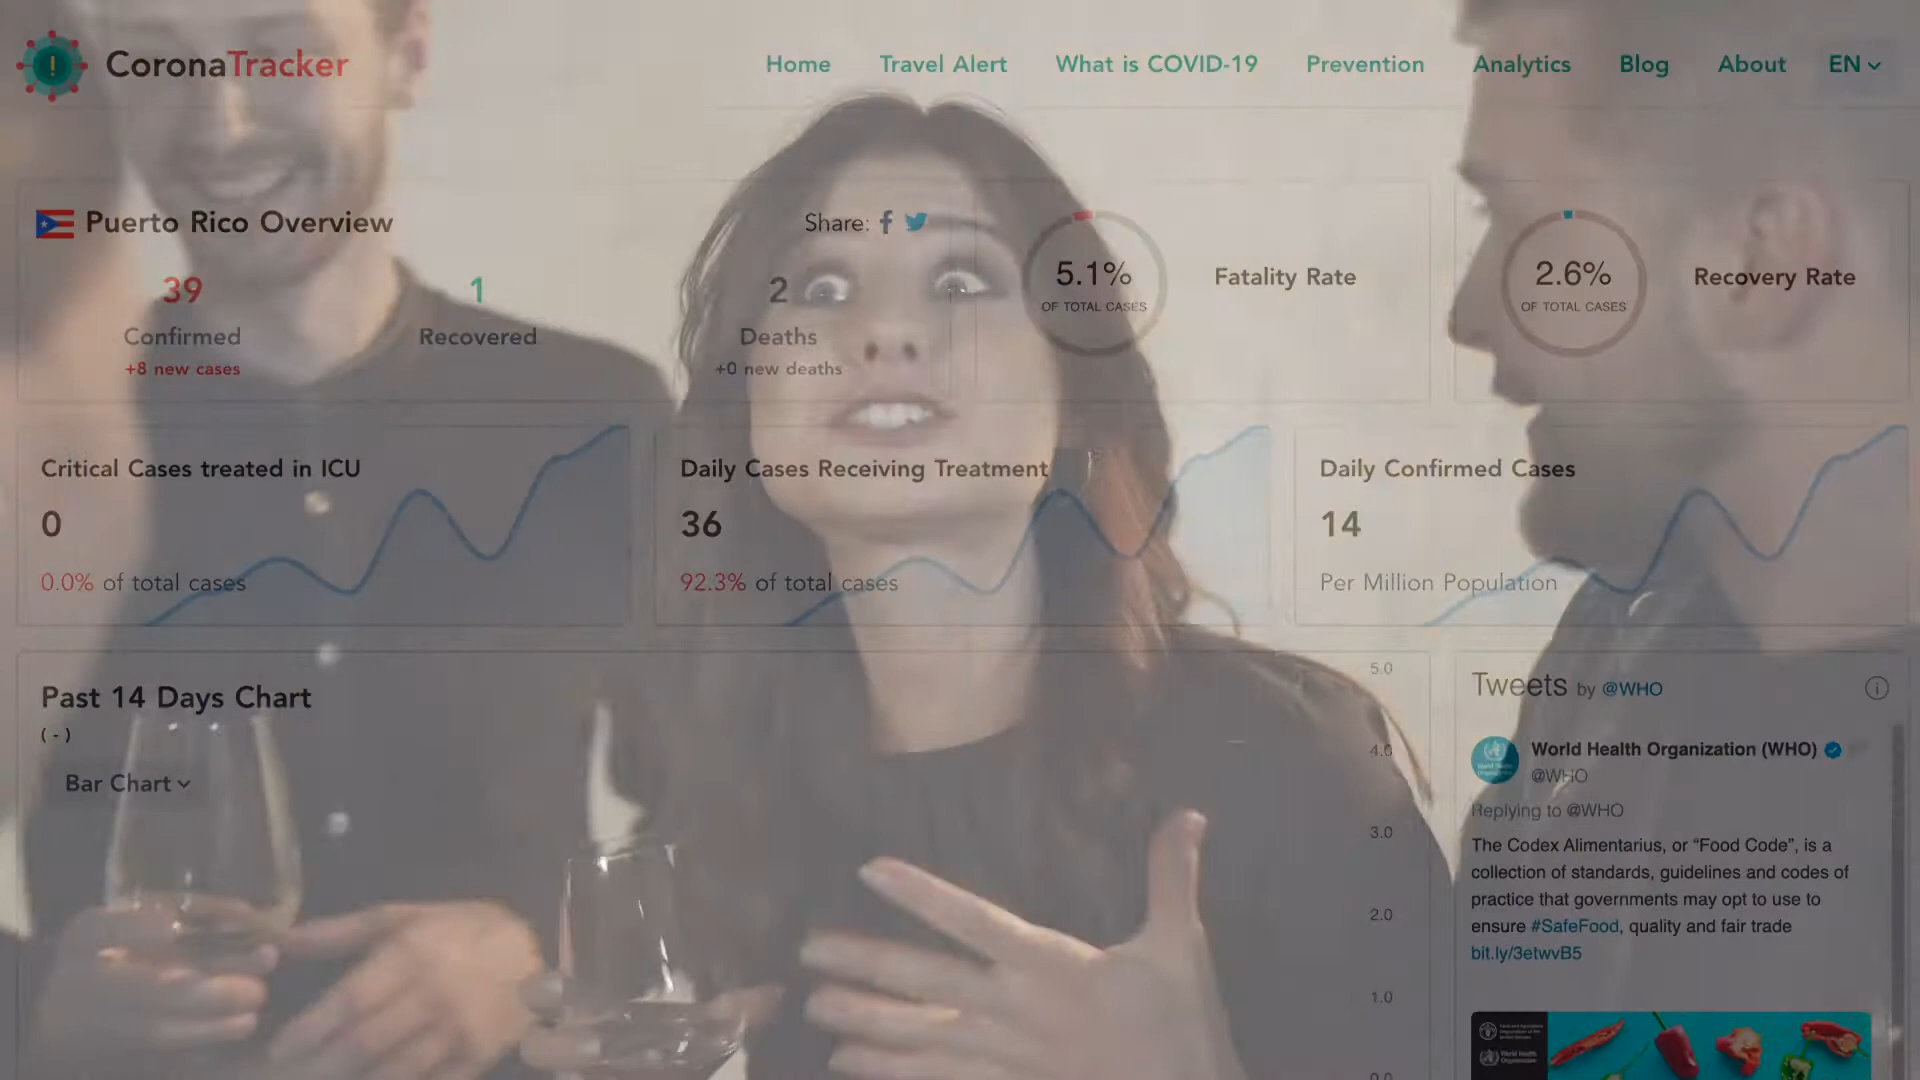 CoronaTracker
Home Travel Alert What is COVID-19 Prevention Analytics Blog About EN
Puerto Rico Overview
Share:
39
Confirmed
+8 new cases
1
Recovered
2
Deaths
+0 new deaths
5.1%
OF TOTAL CASES
Fatality Rate
2.6%
OF TOTAL CASES
Recovery Rate
Critical Cases treated in ICU
0
0.0% of total cases
Daily Cases Receiving Treatment
36
92.3% of total cases
Daily Confirmed Cases
14
Per Million Population
Past 14 Days Chart
( - )
Bar Chart
5.0
4.0
3.0
2.0
1.0
0.0
Tweets by @WHO
World Health Organization (WHO)
@WHO
Replying to @WHO
The Codex Alimentarius, or “Food Code”, is a
collection of standards, guidelines and codes of
practice that governments may opt to use to
ensure #SafeFood, quality and fair trade
bit.ly/3etwvB5
World Health
Organization